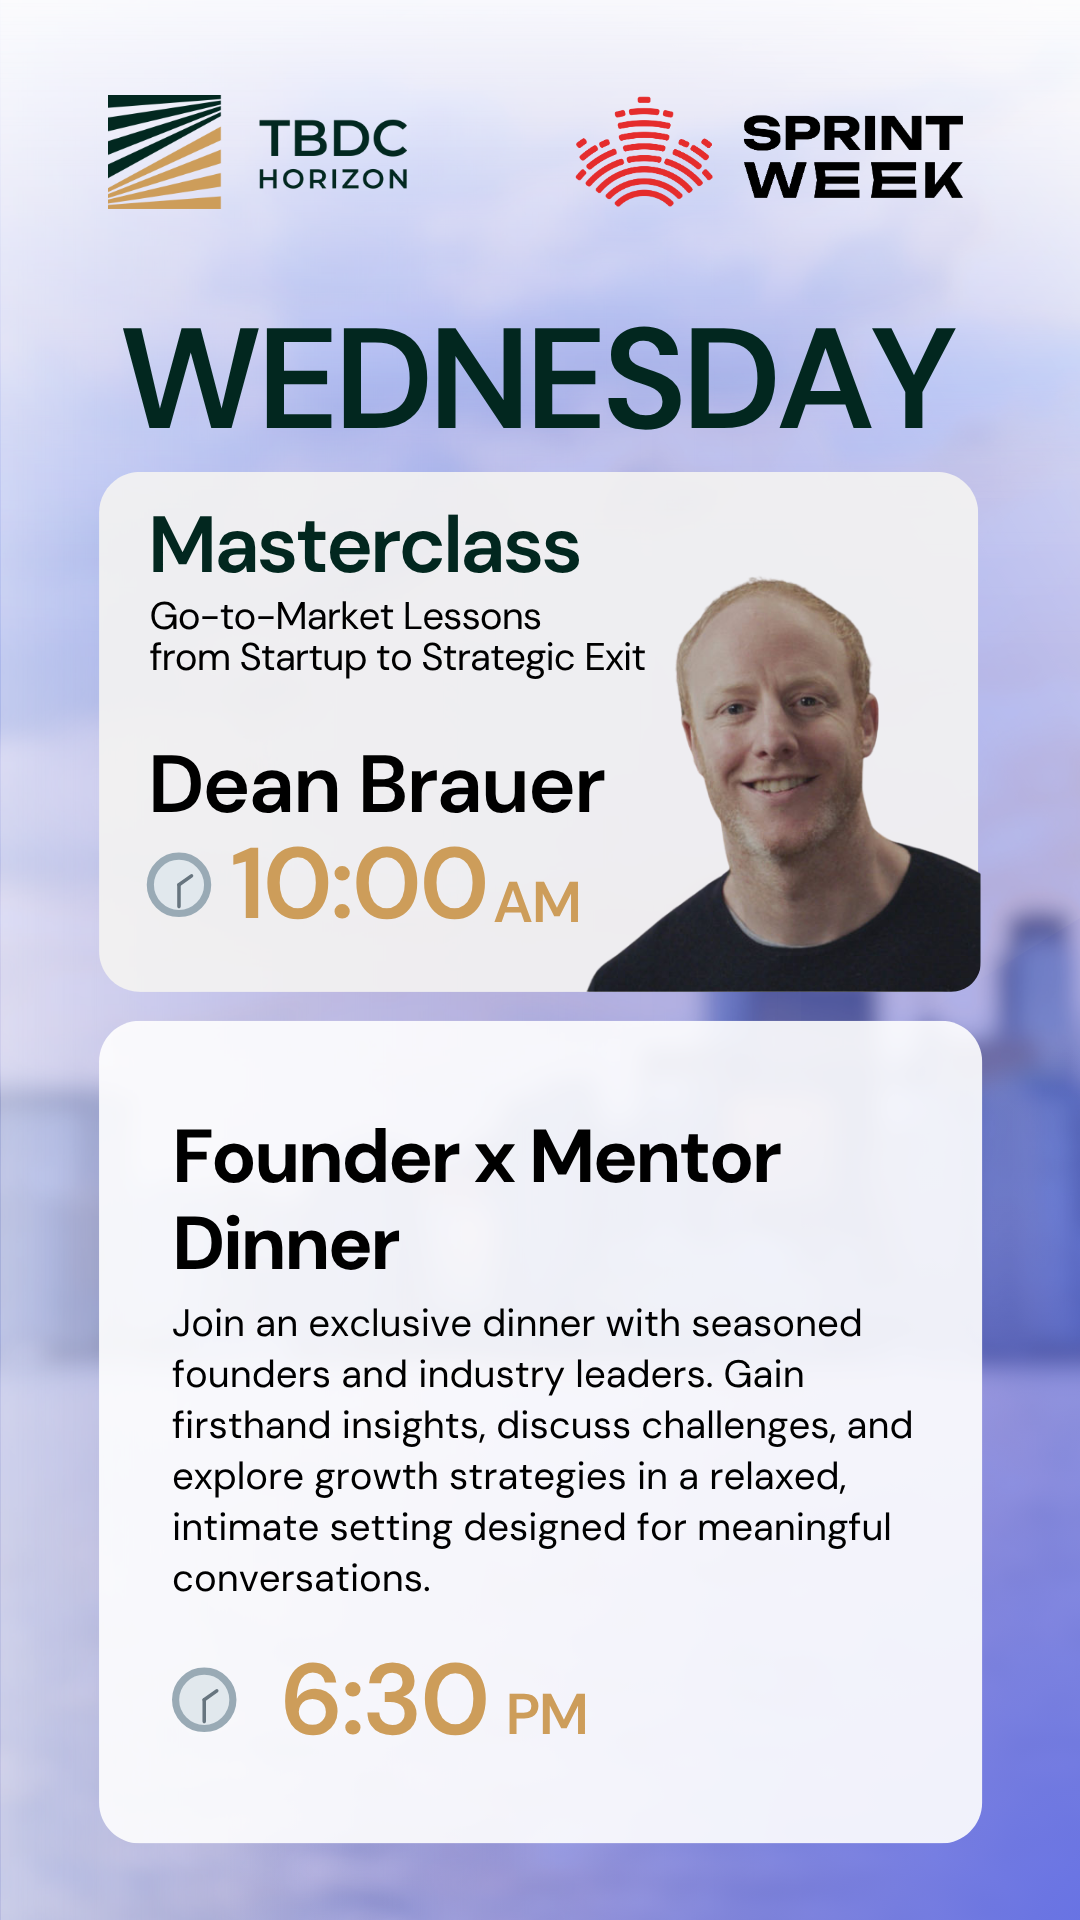 TBDC
HORIZON
SPRINT
WEEK
WEDNESDAY
Masterclass
Go-to-Market Lessons
from Startup to Strategic Exit
Dean Brauer
10:00 AM
Founder x Mentor
Dinner
Join an exclusive dinner with seasoned
founders and industry leaders. Gain
firsthand insights, discuss challenges, and
explore growth strategies in a relaxed,
intimate setting designed for meaningful
conversations.
6:30 PM